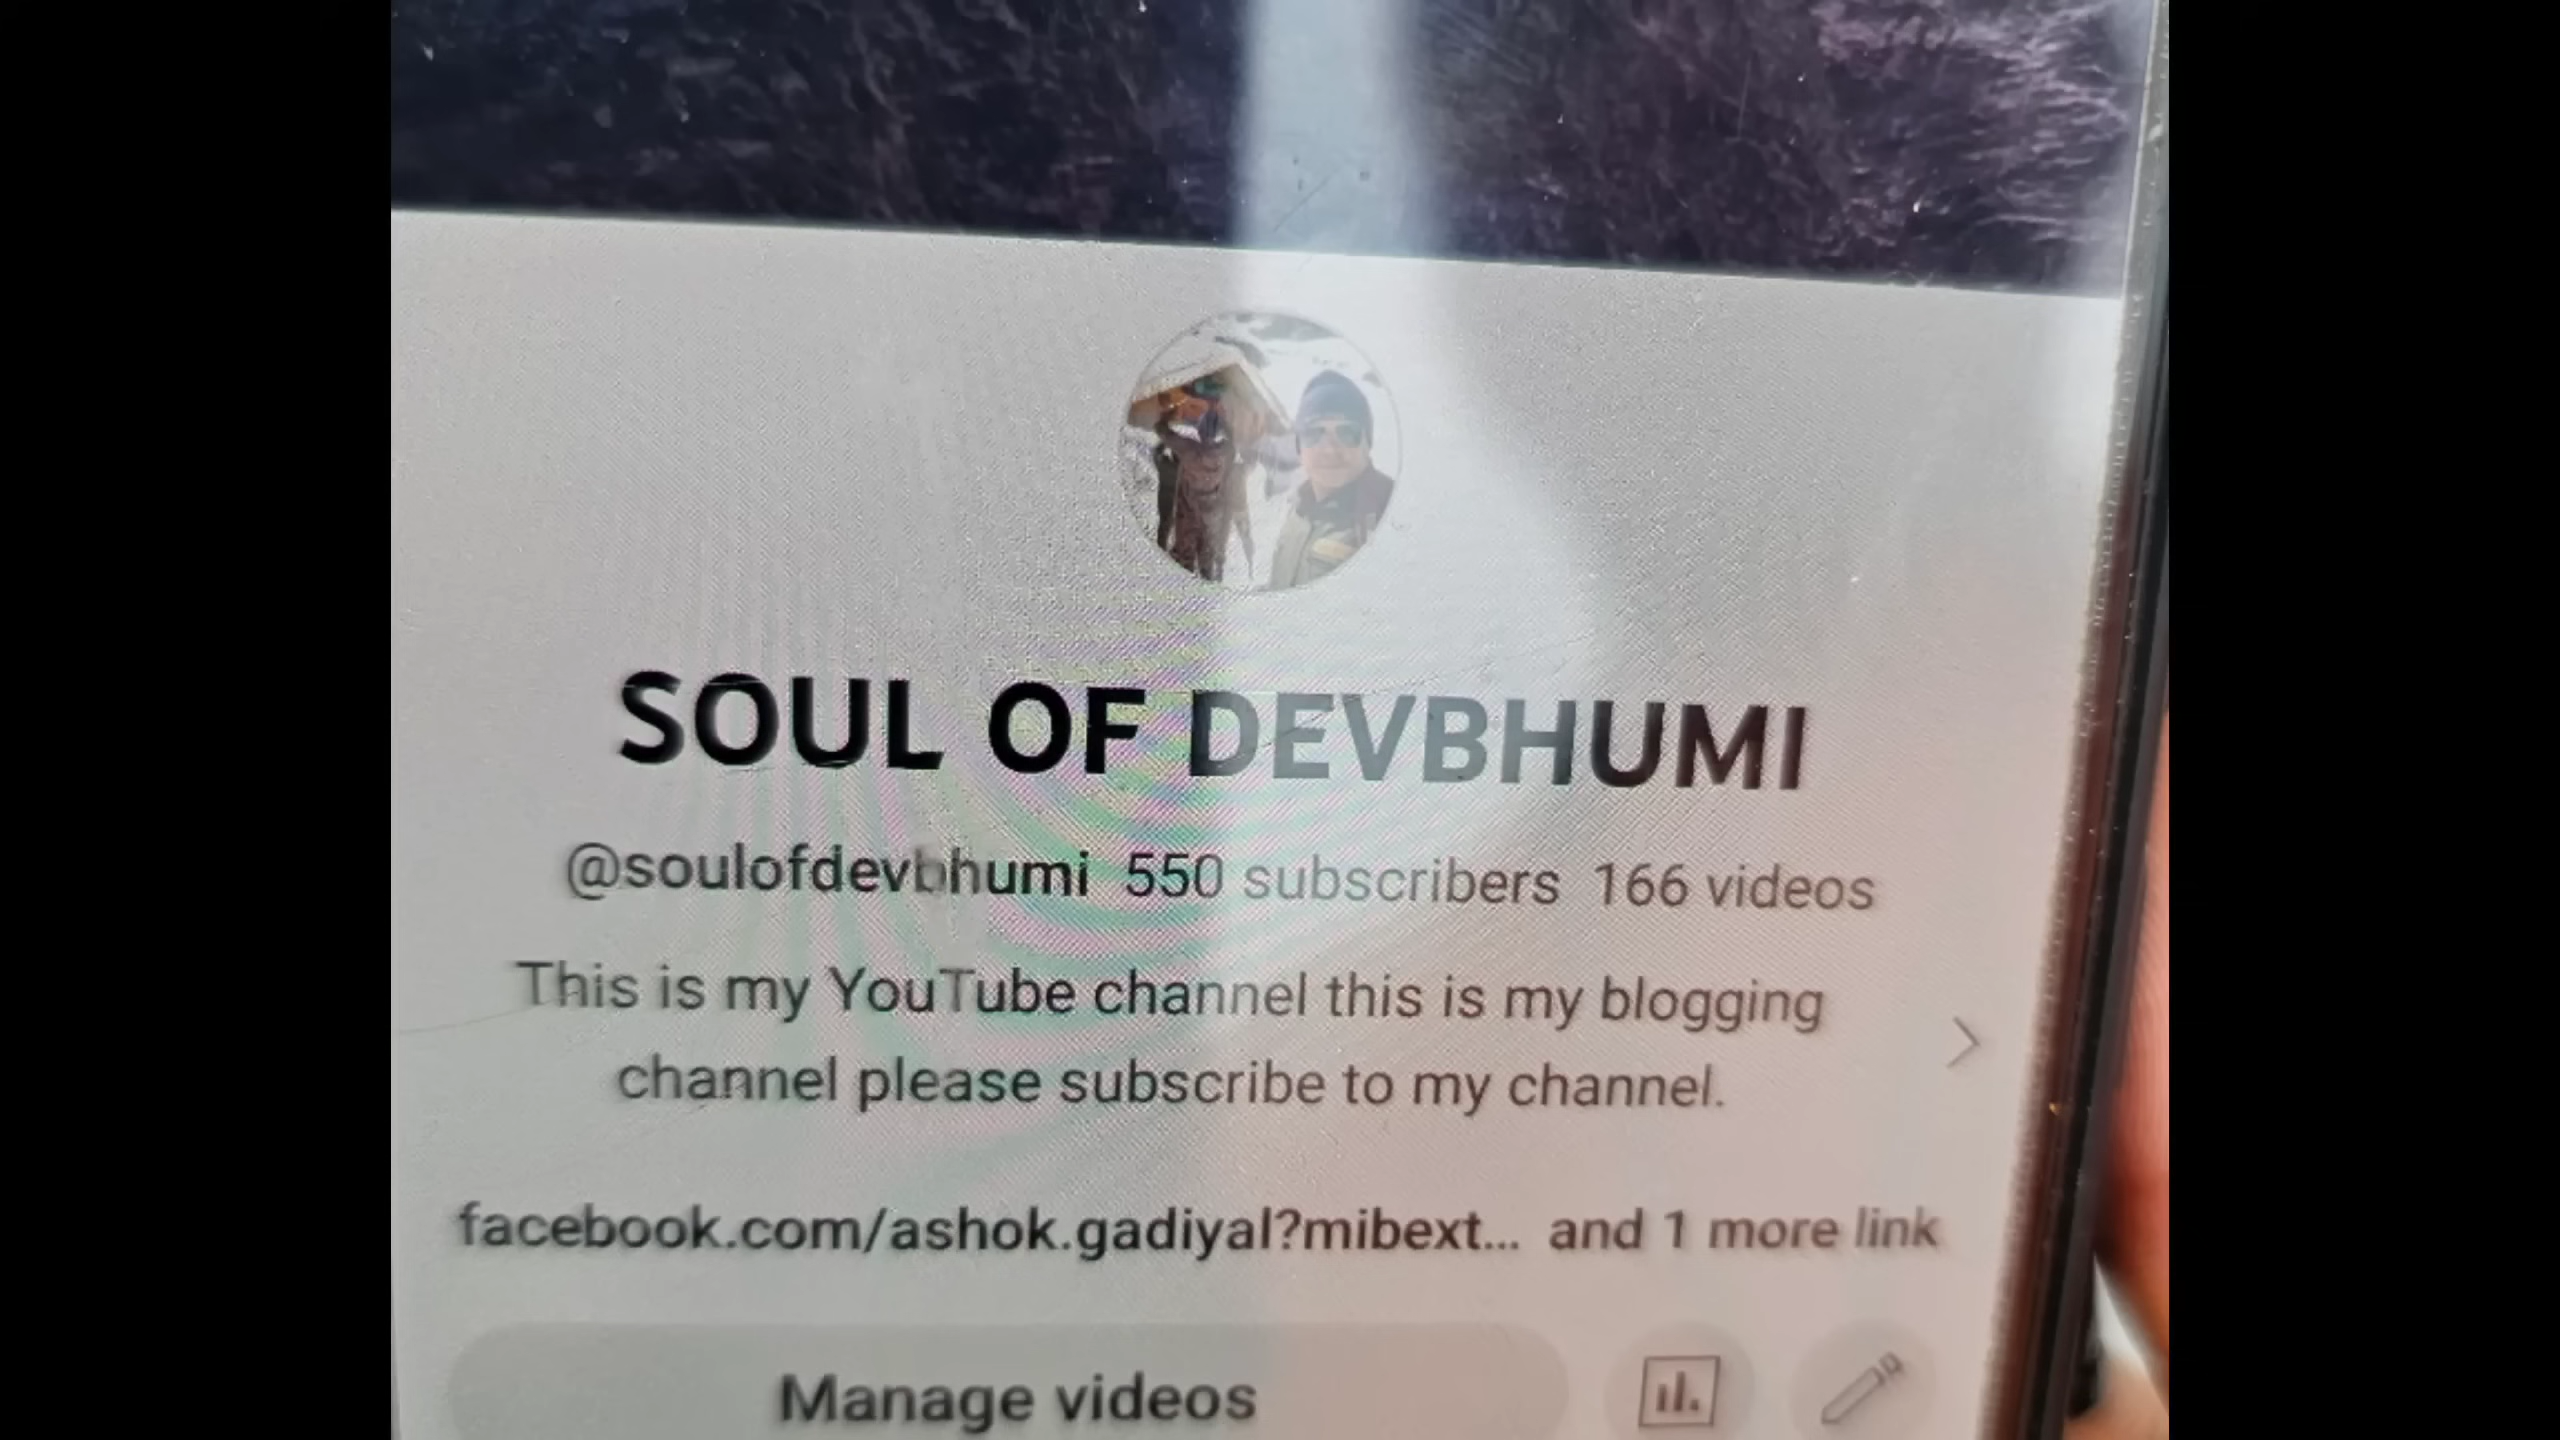 SOUL OF DEVBHUMI
@soulofdevbhumi 550 subscribers 166 videos
This is my YouTube channel this is my blogging
channel please subscribe to my channel.
facebook.com/ashok.gadiyal?mibext... and 1 more link
Manage videos